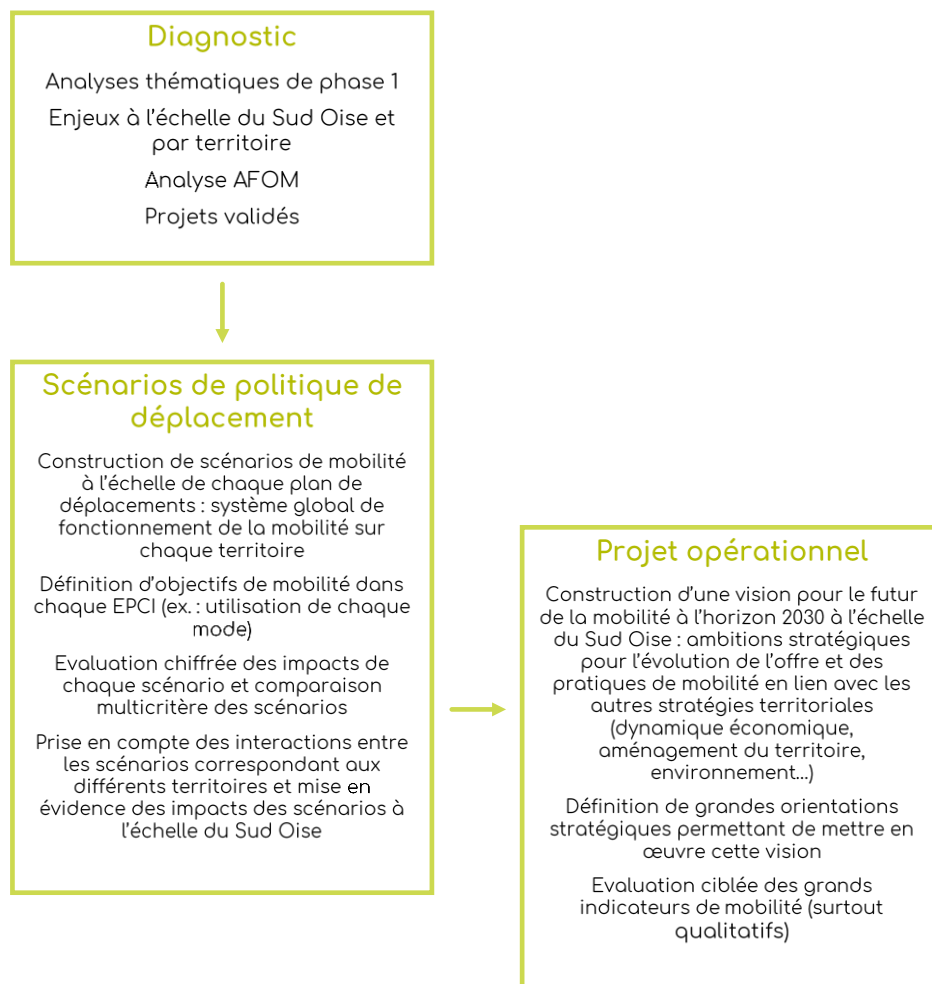 Diagnostic
Analyses thématiques de phase 1
Enjeux à l'échelle du Sud Oise et
par territoire
Analyse AFOM
Projets validés
Scénarios de politique de
déplacement
Construction de scénarios de mobilité
à l'échelle de chaque plan de
déplacements : système global de
fonctionnement de la mobilité sur
chaque territoire
Définition d'objectifs de mobilité dans
chaque EPCI (ex. : utilisation de chaque
mode)
Evaluation chiffrée des impacts de
chaque scénario et comparaison
multicritère des scénarios
Prise en compte des interactions entre
les scénarios correspondant aux
différents territoires et mise en
évidence des impacts des scénarios à
l'échelle du Sud Oise
Projet opérationnel
Construction d'une vision pour le futur
de la mobilité à l'horizon 2030 à l'échelle
du Sud Oise : ambitions stratégiques
pour l'évolution de l'offre et des
pratiques de mobilité en lien avec les
autres stratégies territoriales
(dynamique économique,
aménagement du territoire,
environnement...)
Définition de grandes orientations
stratégiques permettant de mettre en
œuvre cette vision
Evaluation ciblée des grands
indicateurs de mobilité (surtout
qualitatifs)